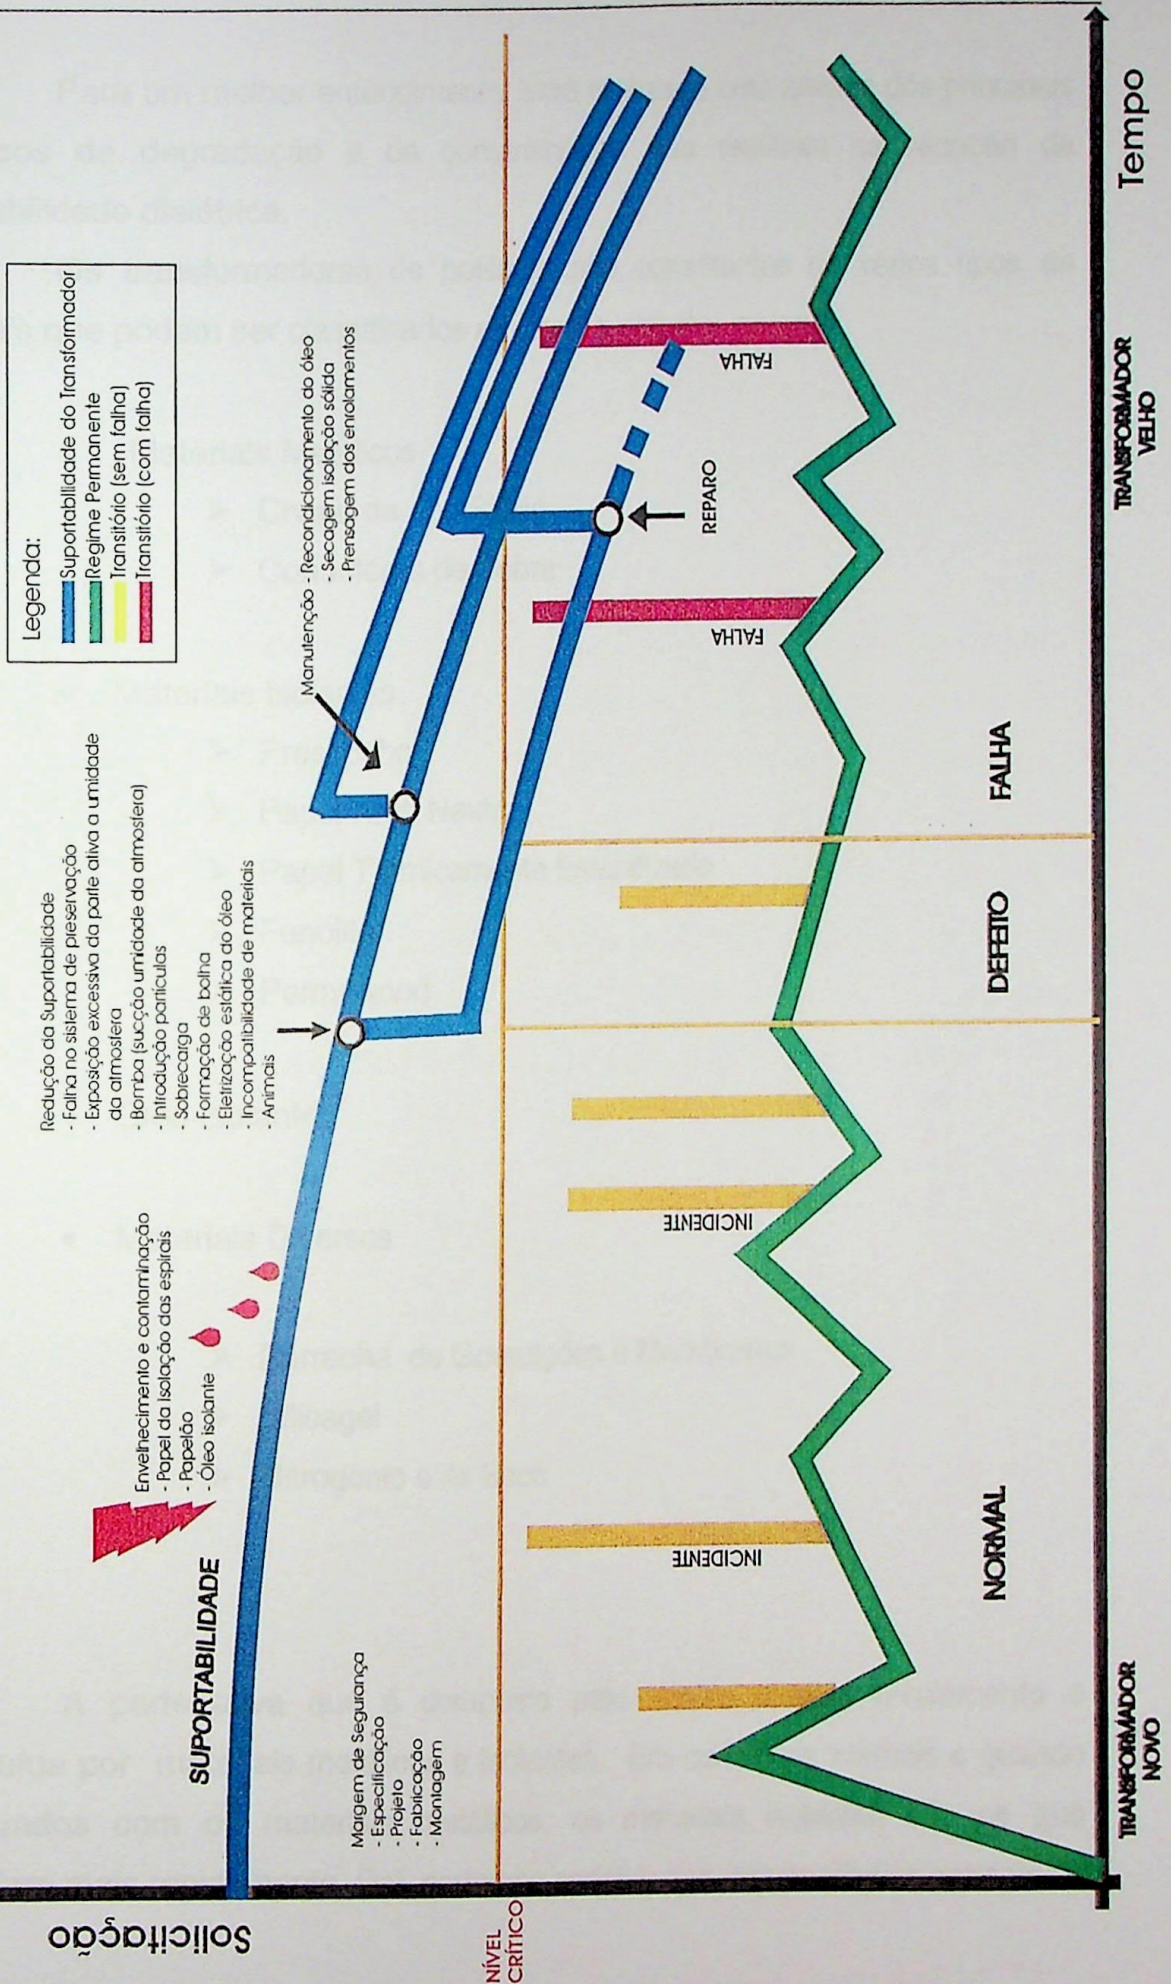 Solicitação
SUPORTABILIDADE
Envelhecimento e contaminação
- Papel da Isolação das espirais
- Papelão
- Óleo isolante
Redução da Suportabilidade
- Falha no sistema de preservação
- Exposição excessiva da parte ativa a umidade
da atmosfera
- Bomba (sucção umidade da atmosfera)
- Introdução partículas
- Sobrecarga
- Formação de bolha
- Eletrização estática do óleo
- Incompatibilidade de materiais
- Animais
Legenda:
Suportabilidade do Transformador
Regime Permanente
Transitório (sem falha)
Transitório (com falha)
Manutenção - Recondicionamento do óleo
- Secagem isolação sólida
- Prensagem dos enrolamentos
Margem de Segurança
- Especificação
- Projeto
- Fabricação
- Montagem
NÍVEL
CRÍTICO
INCIDENTE
INCIDENTE
FALHA
FALHA
REPARO
NORMAL
DEFEITO
FALHA
TRANSFORMADOR
NOVO
TRANSFORMADOR
VELHO
Tempo